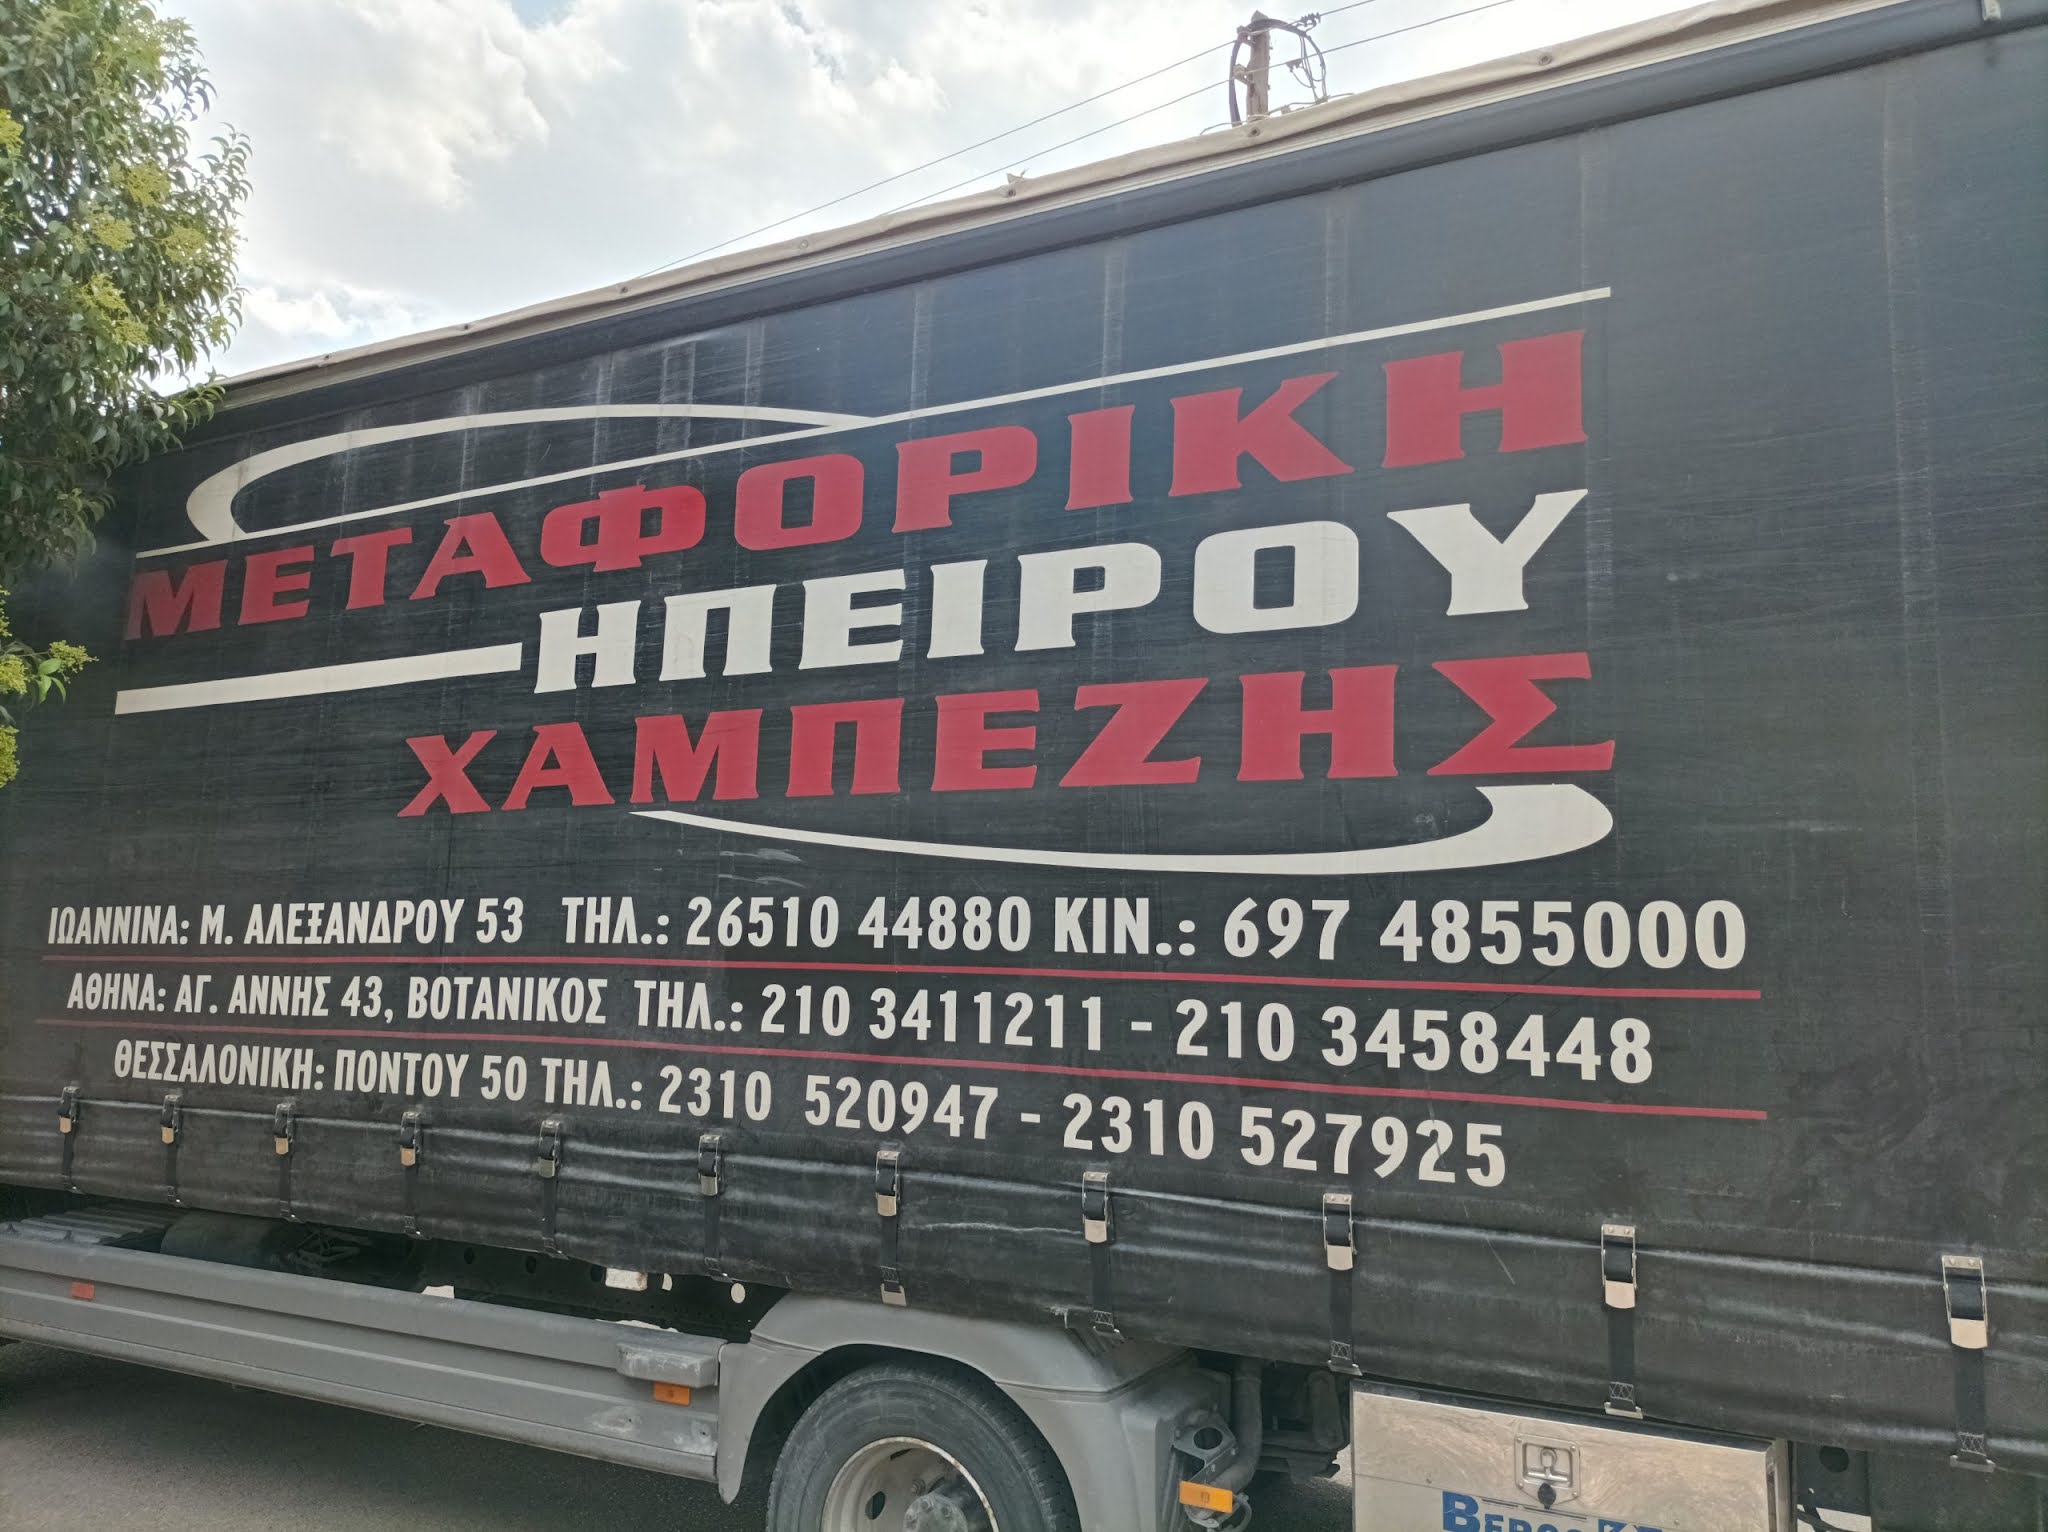 ΜΕΤΑΦΟΡΙΚΗ
ΗΠΕΙΡΟΥ
ΧΑΜΠΕΖΗΣ
ΙΩΑΝΝΙΝΑ: Μ. ΑΛΕΞΑΝΔΡΟΥ 53 ΤΗΛ.: 26510 44880 ΚΙΝ.: 697 4855000
ΑΘΗΝΑ: ΑΓ. ΑΝΝΗΣ 43, ΒΟΤΑΝΙΚΟΣ ΤΗΛ.: 210 3411211 - 210 3458448
ΘΕΣΣΑΛΟΝΙΚΗ: ΠΟΝΤΟΥ 50 ΤΗΛ.: 2310 520947 - 2310 527925